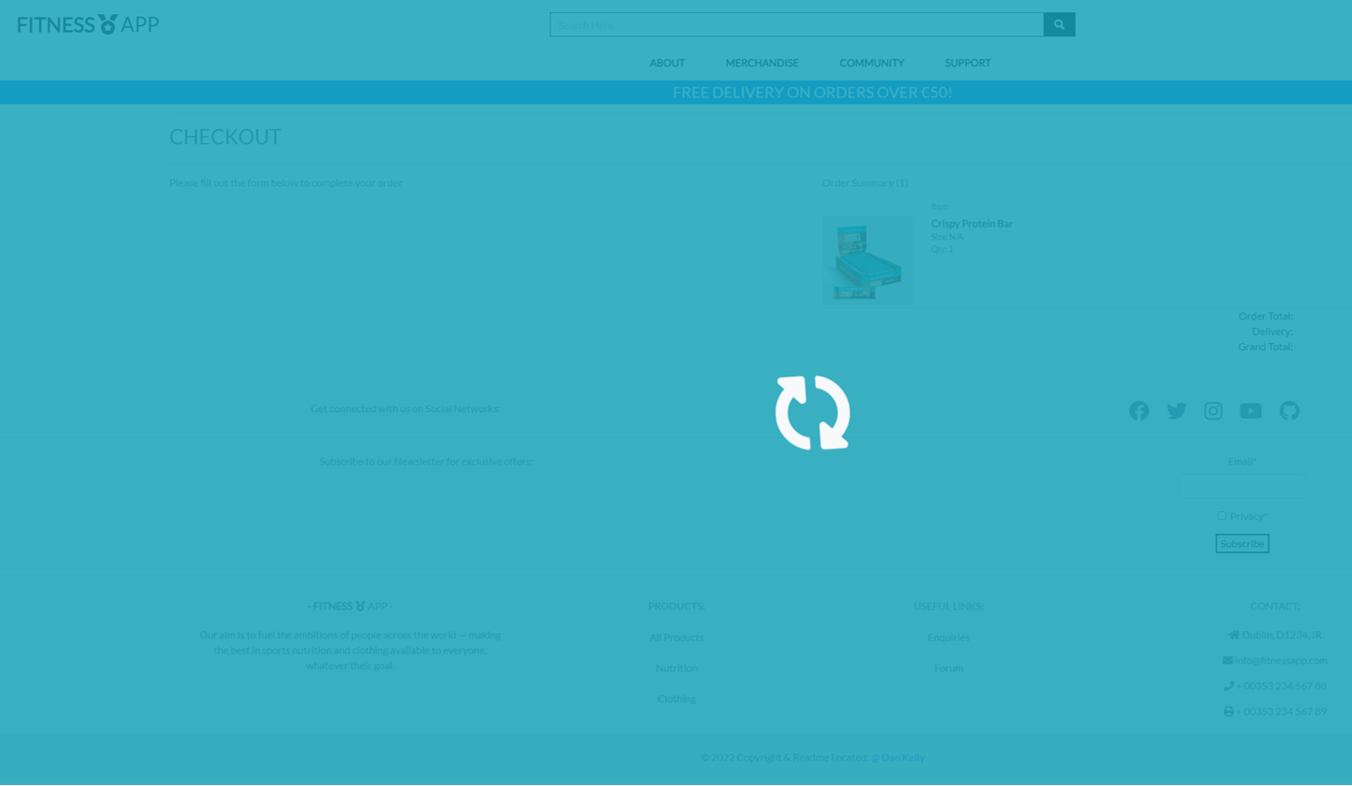 FITNESS APP
Search Here
ABOUT
MERCHANDISE
COMMUNITY
SUPPORT
FREE DELIVERY ON ORDERS OVER €50!
CHECKOUT
Please fill out the form below to complete your order
Order Summary (1)
Item
Crispy Protein Bar
Size: N/A
Qty: 1
Order Total:
Delivery:
Grand Total:
Get connected with us on Social Networks:
Subscribe to our Newsletter for exclusive offers:
Email*
Privacy*
Subscribe
- FITNESS APP -
Our aim is to fuel the ambitions of people across the world — making
the best in sports nutrition and clothing available to everyone,
whatever their goal.
PRODUCTS:
All Products
Nutrition
Clothing
USEFUL LINKS:
Enquiries
Forum
CONTACT:
Dublin, D1234, IR
info@fitnessapp.com
+ 00353 234 567 88
+ 00353 234 567 89
© 2022 Copyright & Readme Located: @ Dan Kelly